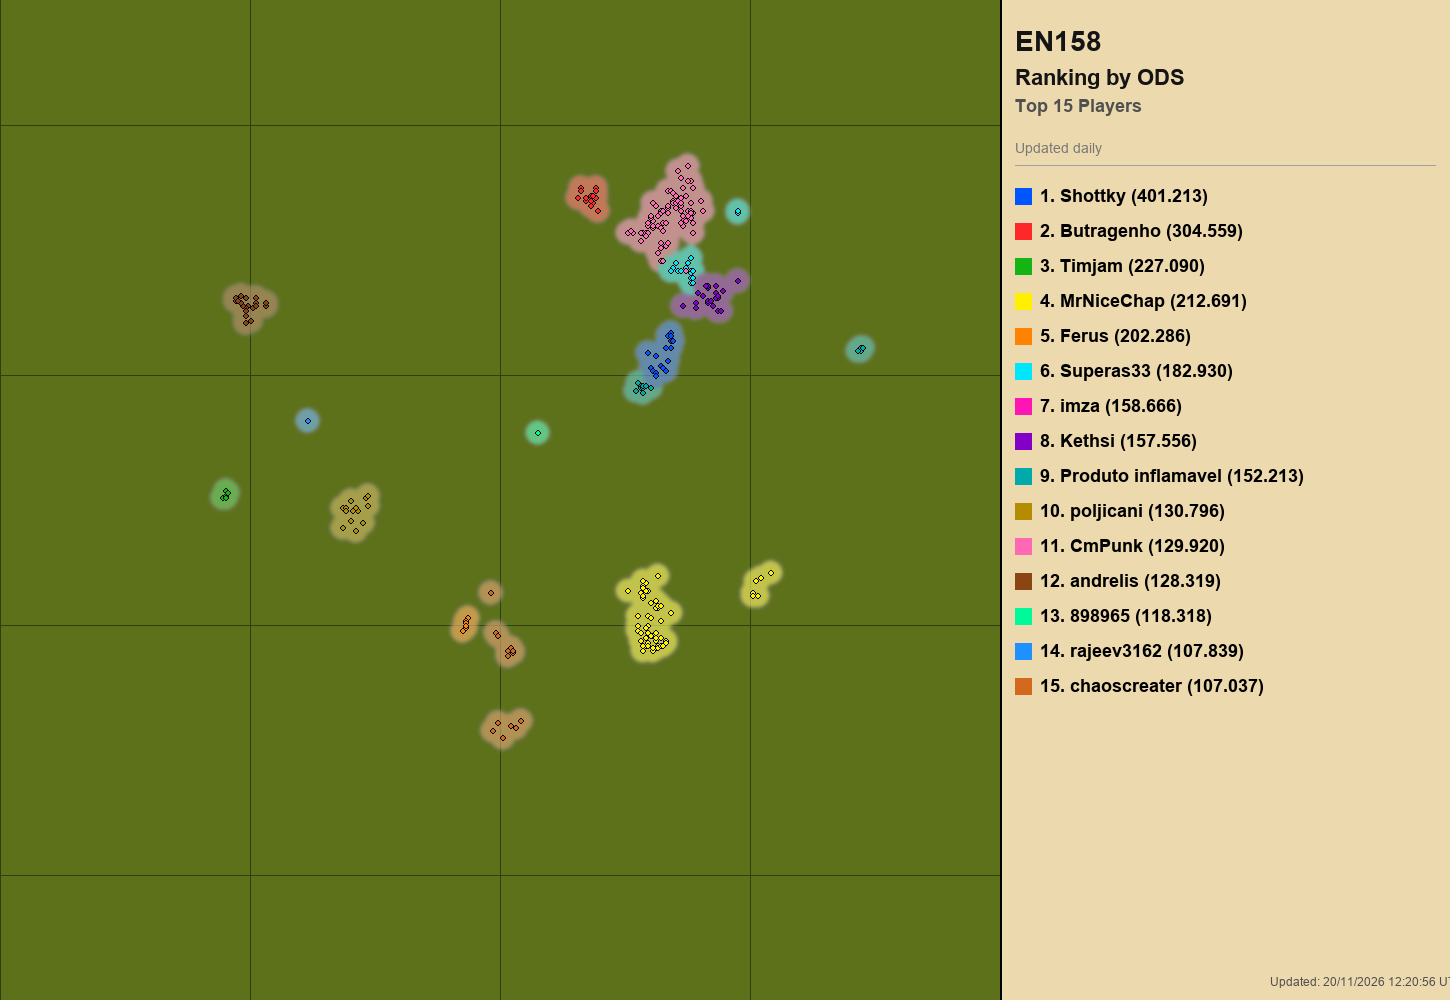 EN158
Ranking by ODS
Top 15 Players
Updated daily
1. Shottky (401.213)
2. Butragenho (304.559)
3. Timjam (227.090)
4. MrNiceChap (212.691)
5. Ferus (202.286)
6. Superas33 (182.930)
7. imza (158.666)
8. Kethsi (157.556)
9. Produto inflamavel (152.213)
10. poljicani (130.796)
11. CmPunk (129.920)
12. andrelis (128.319)
13. 898965 (118.318)
14. rajeev3162 (107.839)
15. chaoscreater (107.037)
Updated: 20/11/2026 12:20:56